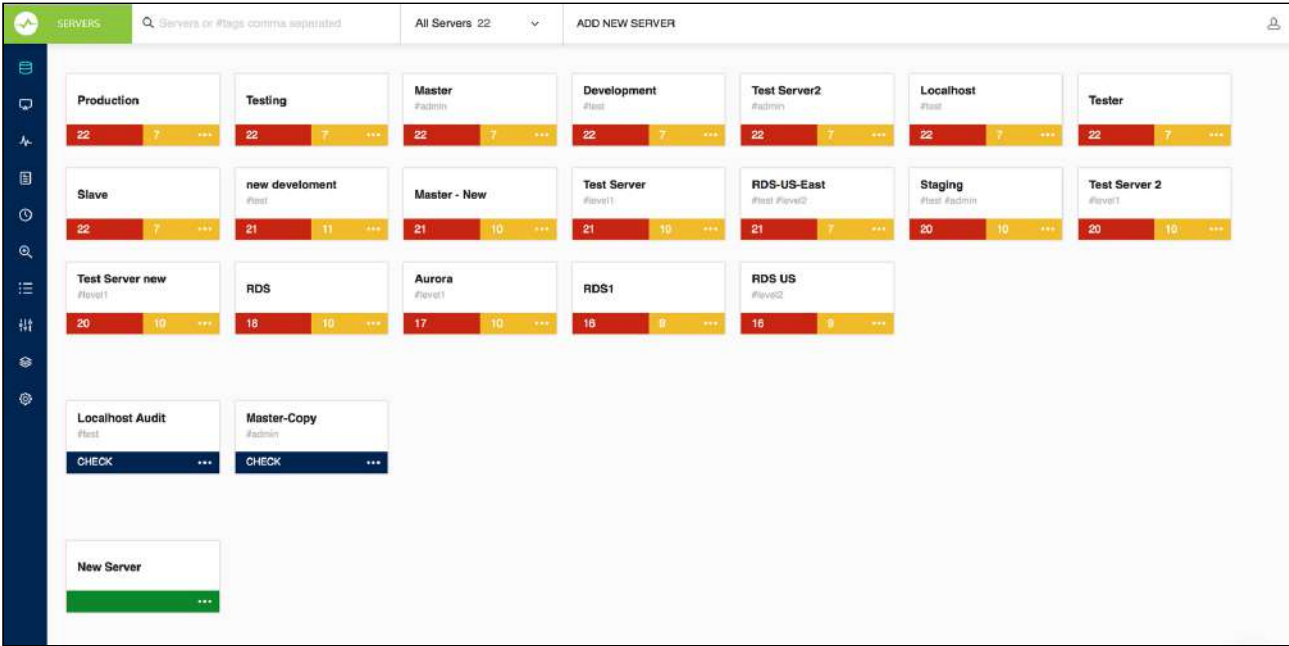 SERVERS
Servers or #tags comma separated
All Servers 22
ADD NEW SERVER
Production
22 7
Testing
22 7
Master
#admin
22 7
Development
#test
22 7
Test Server2
#admin
22 7
Localhost
#test
22 7
Tester
22 7
Slave
22 7
new develoment
#test
21 11
Master - New
21 10
Test Server
#level1
21 10
RDS-US-East
#test #level2
21 7
Staging
#test #admin
20 10
Test Server 2
#level1
20 10
Test Server new
#level1
20 10
RDS
18 10
Aurora
#level1
17 10
RDS1
16 9
RDS US
#level2
16 9
Localhost Audit
#test
CHECK
Master-Copy
#admin
CHECK
New Server